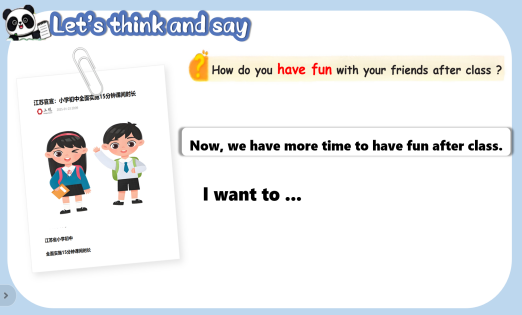 Let's think and say
How do you have fun with your friends after class ?
江苏官宣：小学初中全面实施15分钟课间时长
Now, we have more time to have fun after class.
I want to ...
江苏省小学初中
全面实施15分钟课间时长